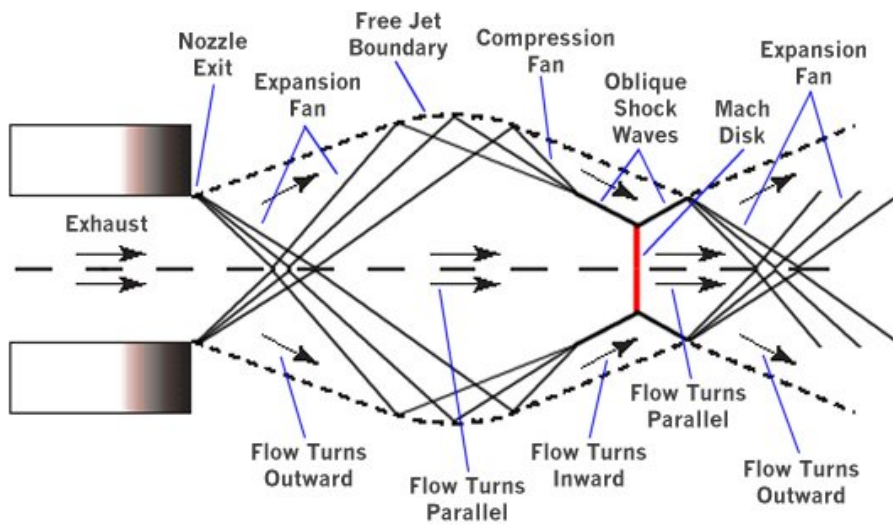 Nozzle
Exit
Expansion
Fan
Free Jet
Boundary
Compression
Fan
Oblique
Shock
Waves
Mach
Disk
Expansion
Fan
Exhaust
Flow Turns
Outward
Flow Turns
Parallel
Flow Turns
Inward
Flow Turns
Parallel
Flow Turns
Outward